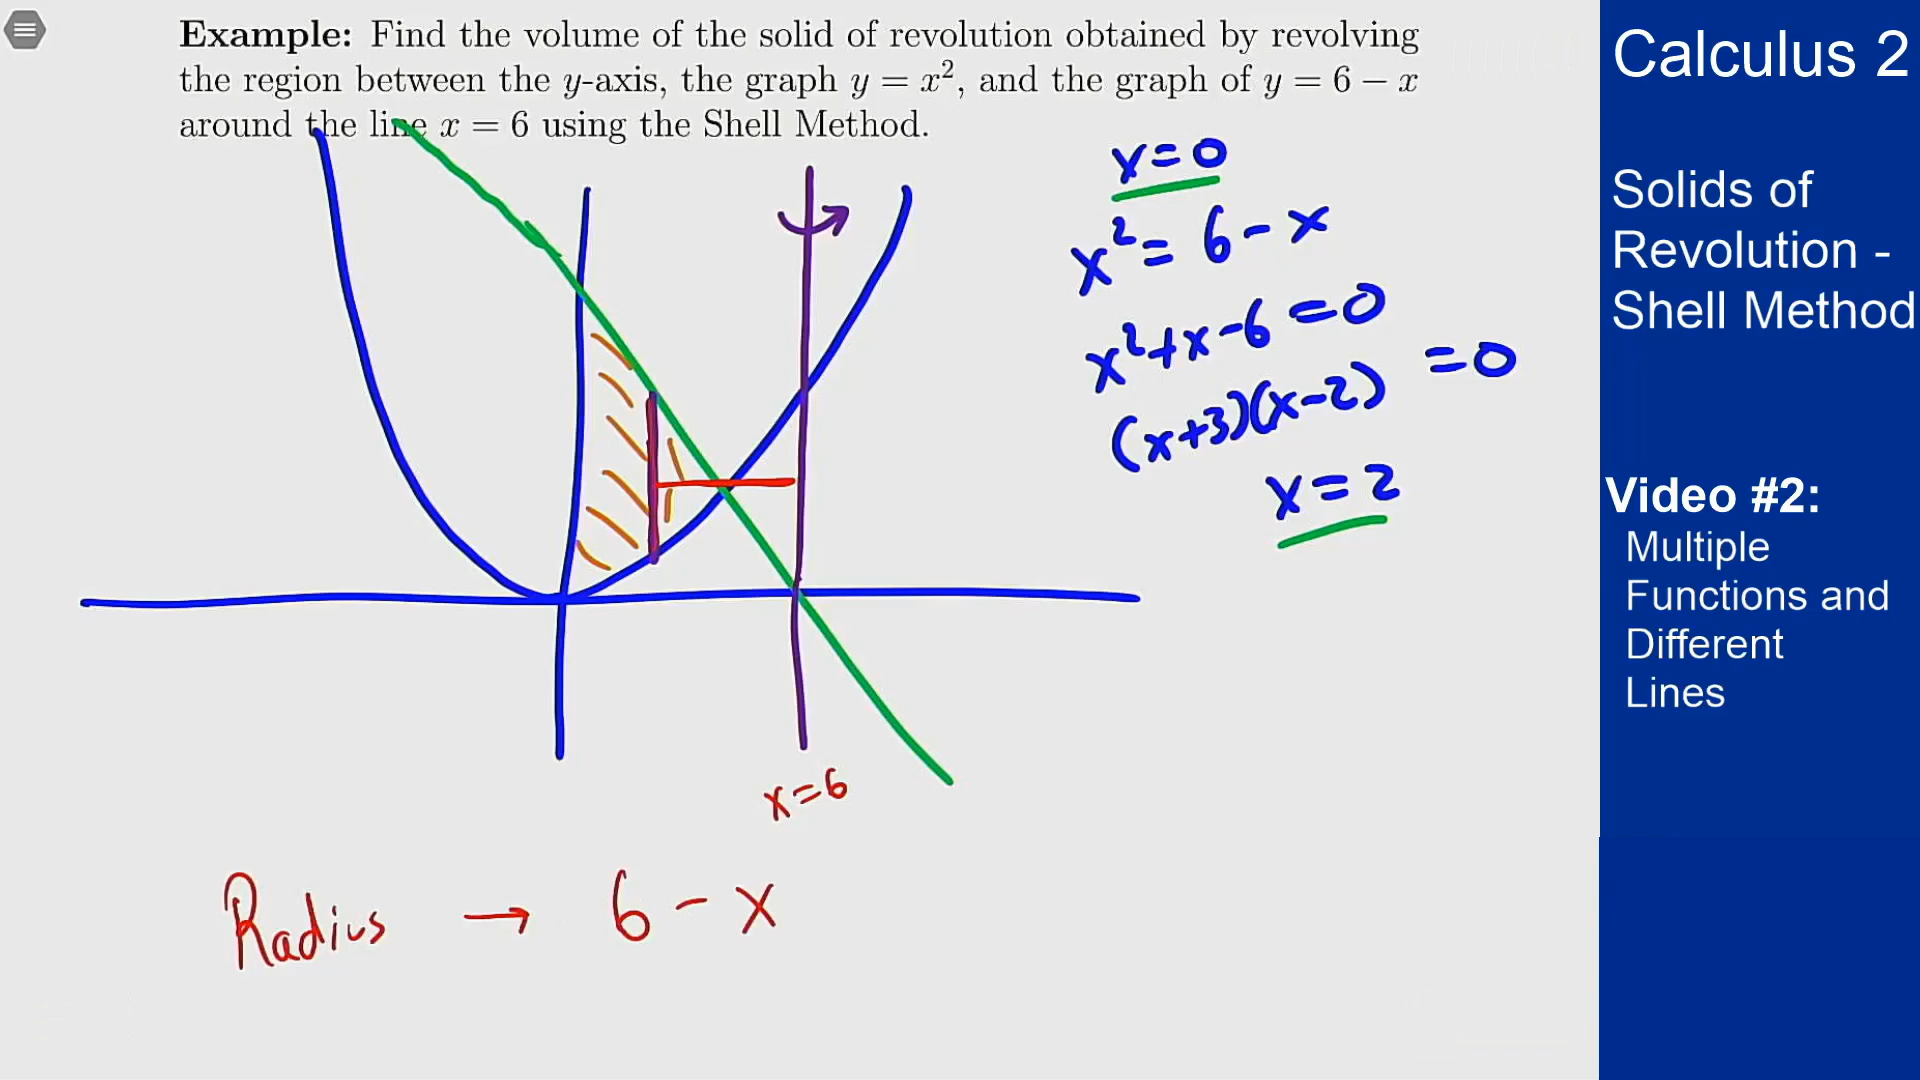 Example: Find the volume of the solid of revolution obtained by revolving
the region between the y-axis, the graph y = x², and the graph of y = 6 − x
around the line x = 6 using the Shell Method.
x=0
x²=6-x
x²+x-6=0
(x+3)(x-2) =0
x=2
x=6
Radius → 6-x
Calculus 2
Solids of
Revolution -
Shell Method
Video #2:
Multiple
Functions and
Different
Lines